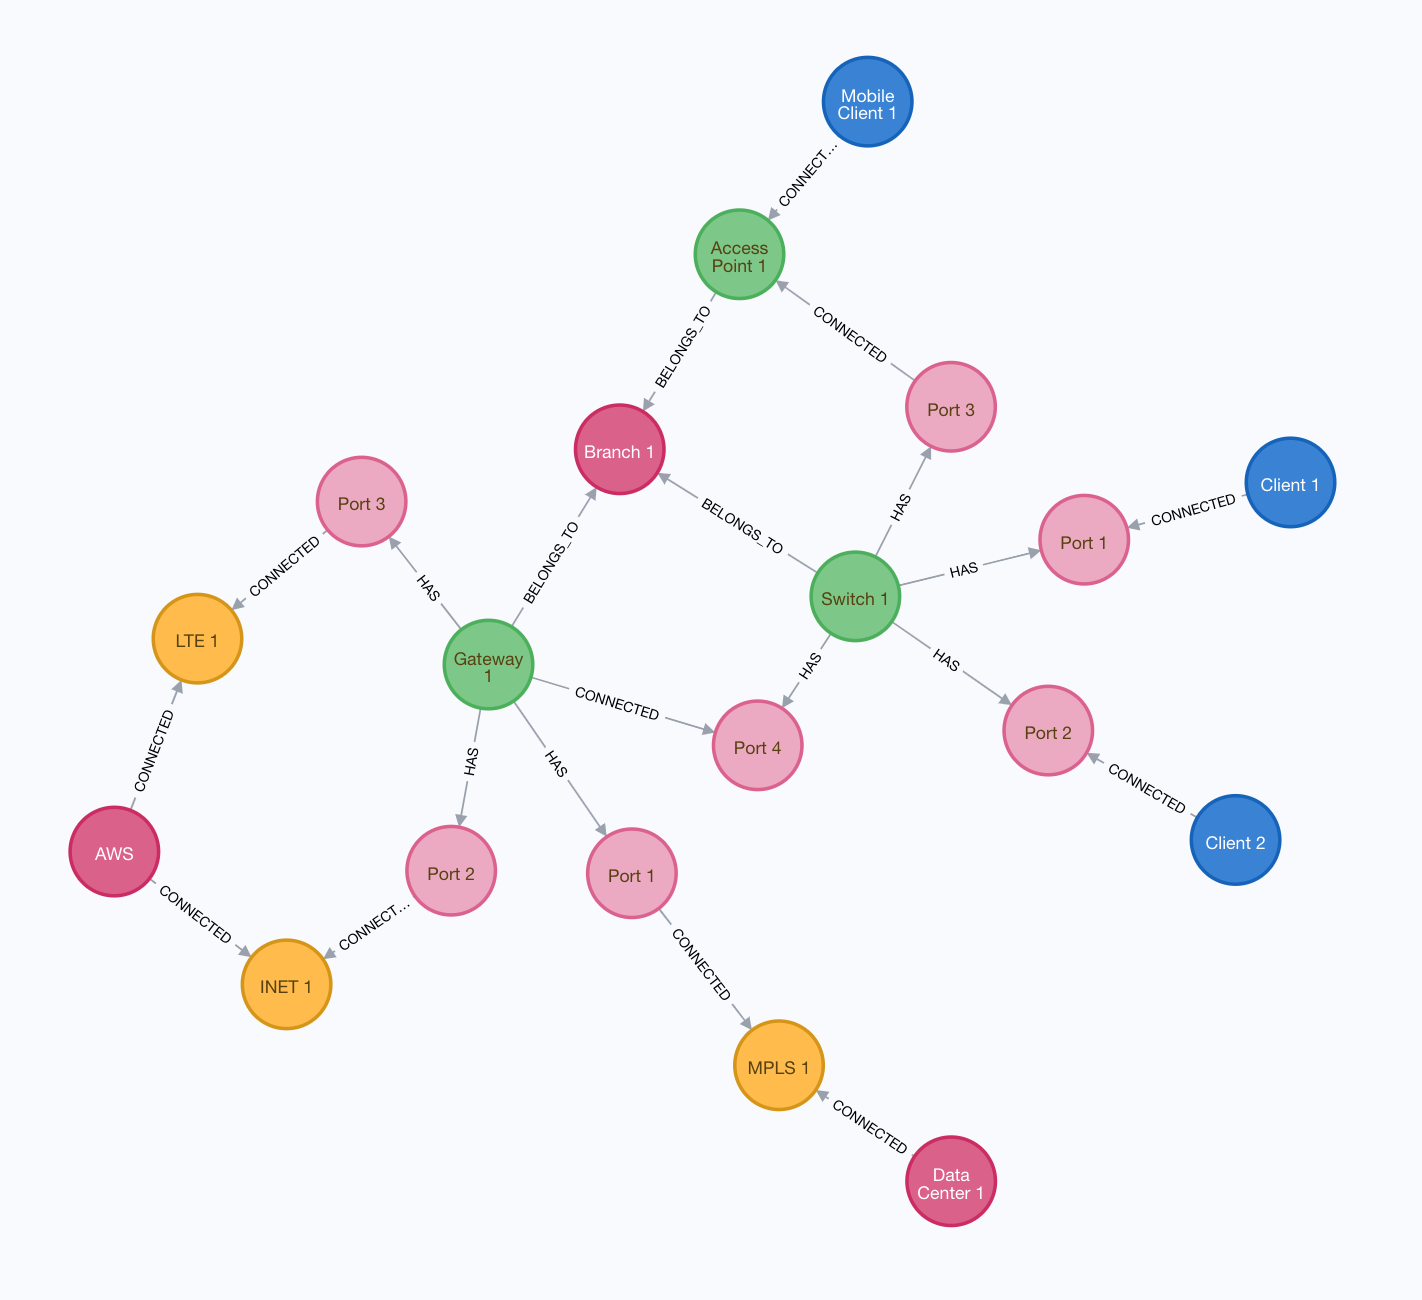 Mobile
Client 1
CONNECT...
Access
Point 1
CONNECTED
BELONGS_TO
Port 3
Branch 1
Client 1
Port 3
CONNECTED
HAS
BELONGS_TO
Port 1
CONNECTED
BELONGS_TO
HAS
HAS
Switch 1
LTE 1
Gateway
1
HAS
HAS
CONNECTED
Port 4
Port 2
CONNECTED
HAS
HAS
CONNECTED
Client 2
AWS
Port 2
Port 1
CONNECTED
CONNECT...
CONNECTED
INET 1
MPLS 1
CONNECTED
Data
Center 1